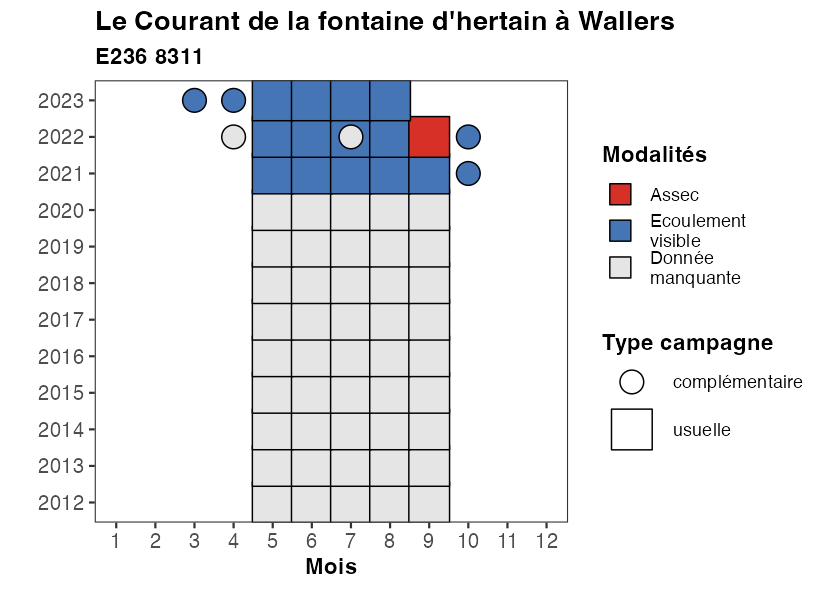 Le Courant de la fontaine d'hertain à Wallers
E236 8311
2023
2022
2021
2020
2019
2018
2017
2016
2015
2014
2013
2012
1 2 3 4 5 6 7 8 9 10 11 12
Mois
Modalités
Assec
Ecoulement
visible
Donnée
manquante
Type campagne
complémentaire
usuelle